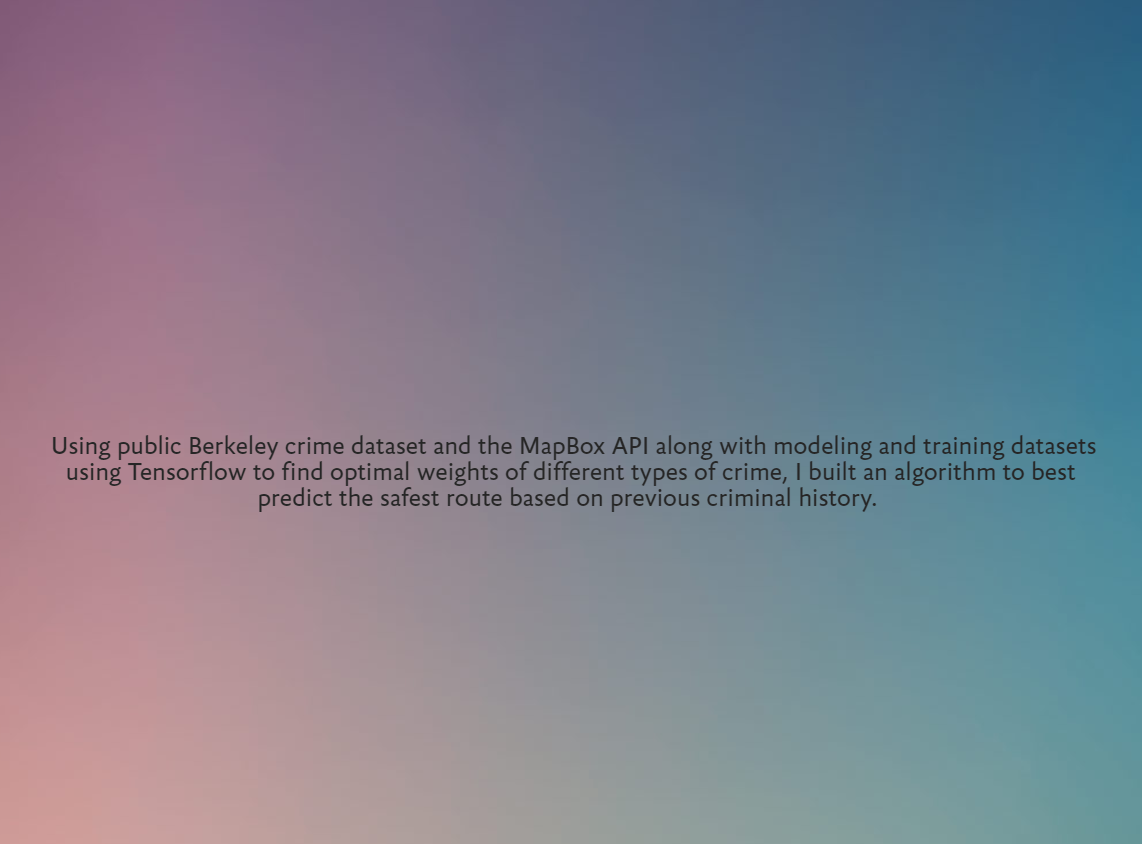 Using public Berkeley crime dataset and the MapBox API along with modeling and training datasets
using Tensorflow to find optimal weights of different types of crime, I built an algorithm to best
predict the safest route based on previous criminal history.